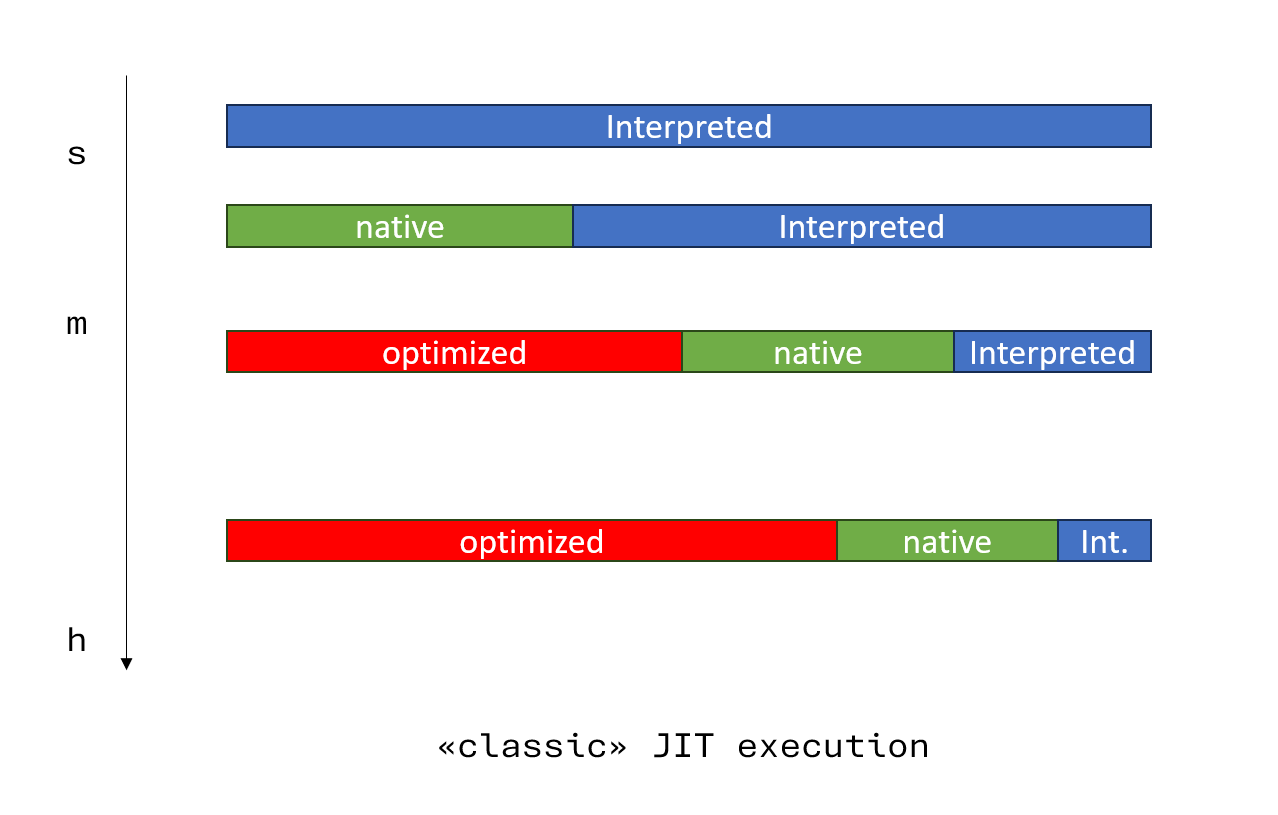 Interpreted
s
native Interpreted
m
optimized native Interpreted
optimized native Int.
h
«classic» JIT execution